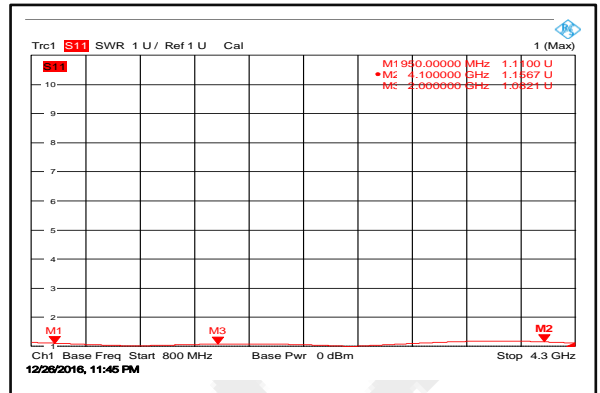 Trc1 S11 SWR 1 U/ Ref 1 U Cal 1 (Max)
S11
M1 950.00000 MHz 1.1100 U
•M2 4.100000 GHz 1.1567 U
M3 2.000000 GHz 1.0821 U
10
9
8
7
6
5
4
3
2
M1 M3 M2
1
Ch1 Base Freq Start 800 MHz Base Pwr 0 dBm Stop 4.3 GHz
12/26/2016, 11:45 PM